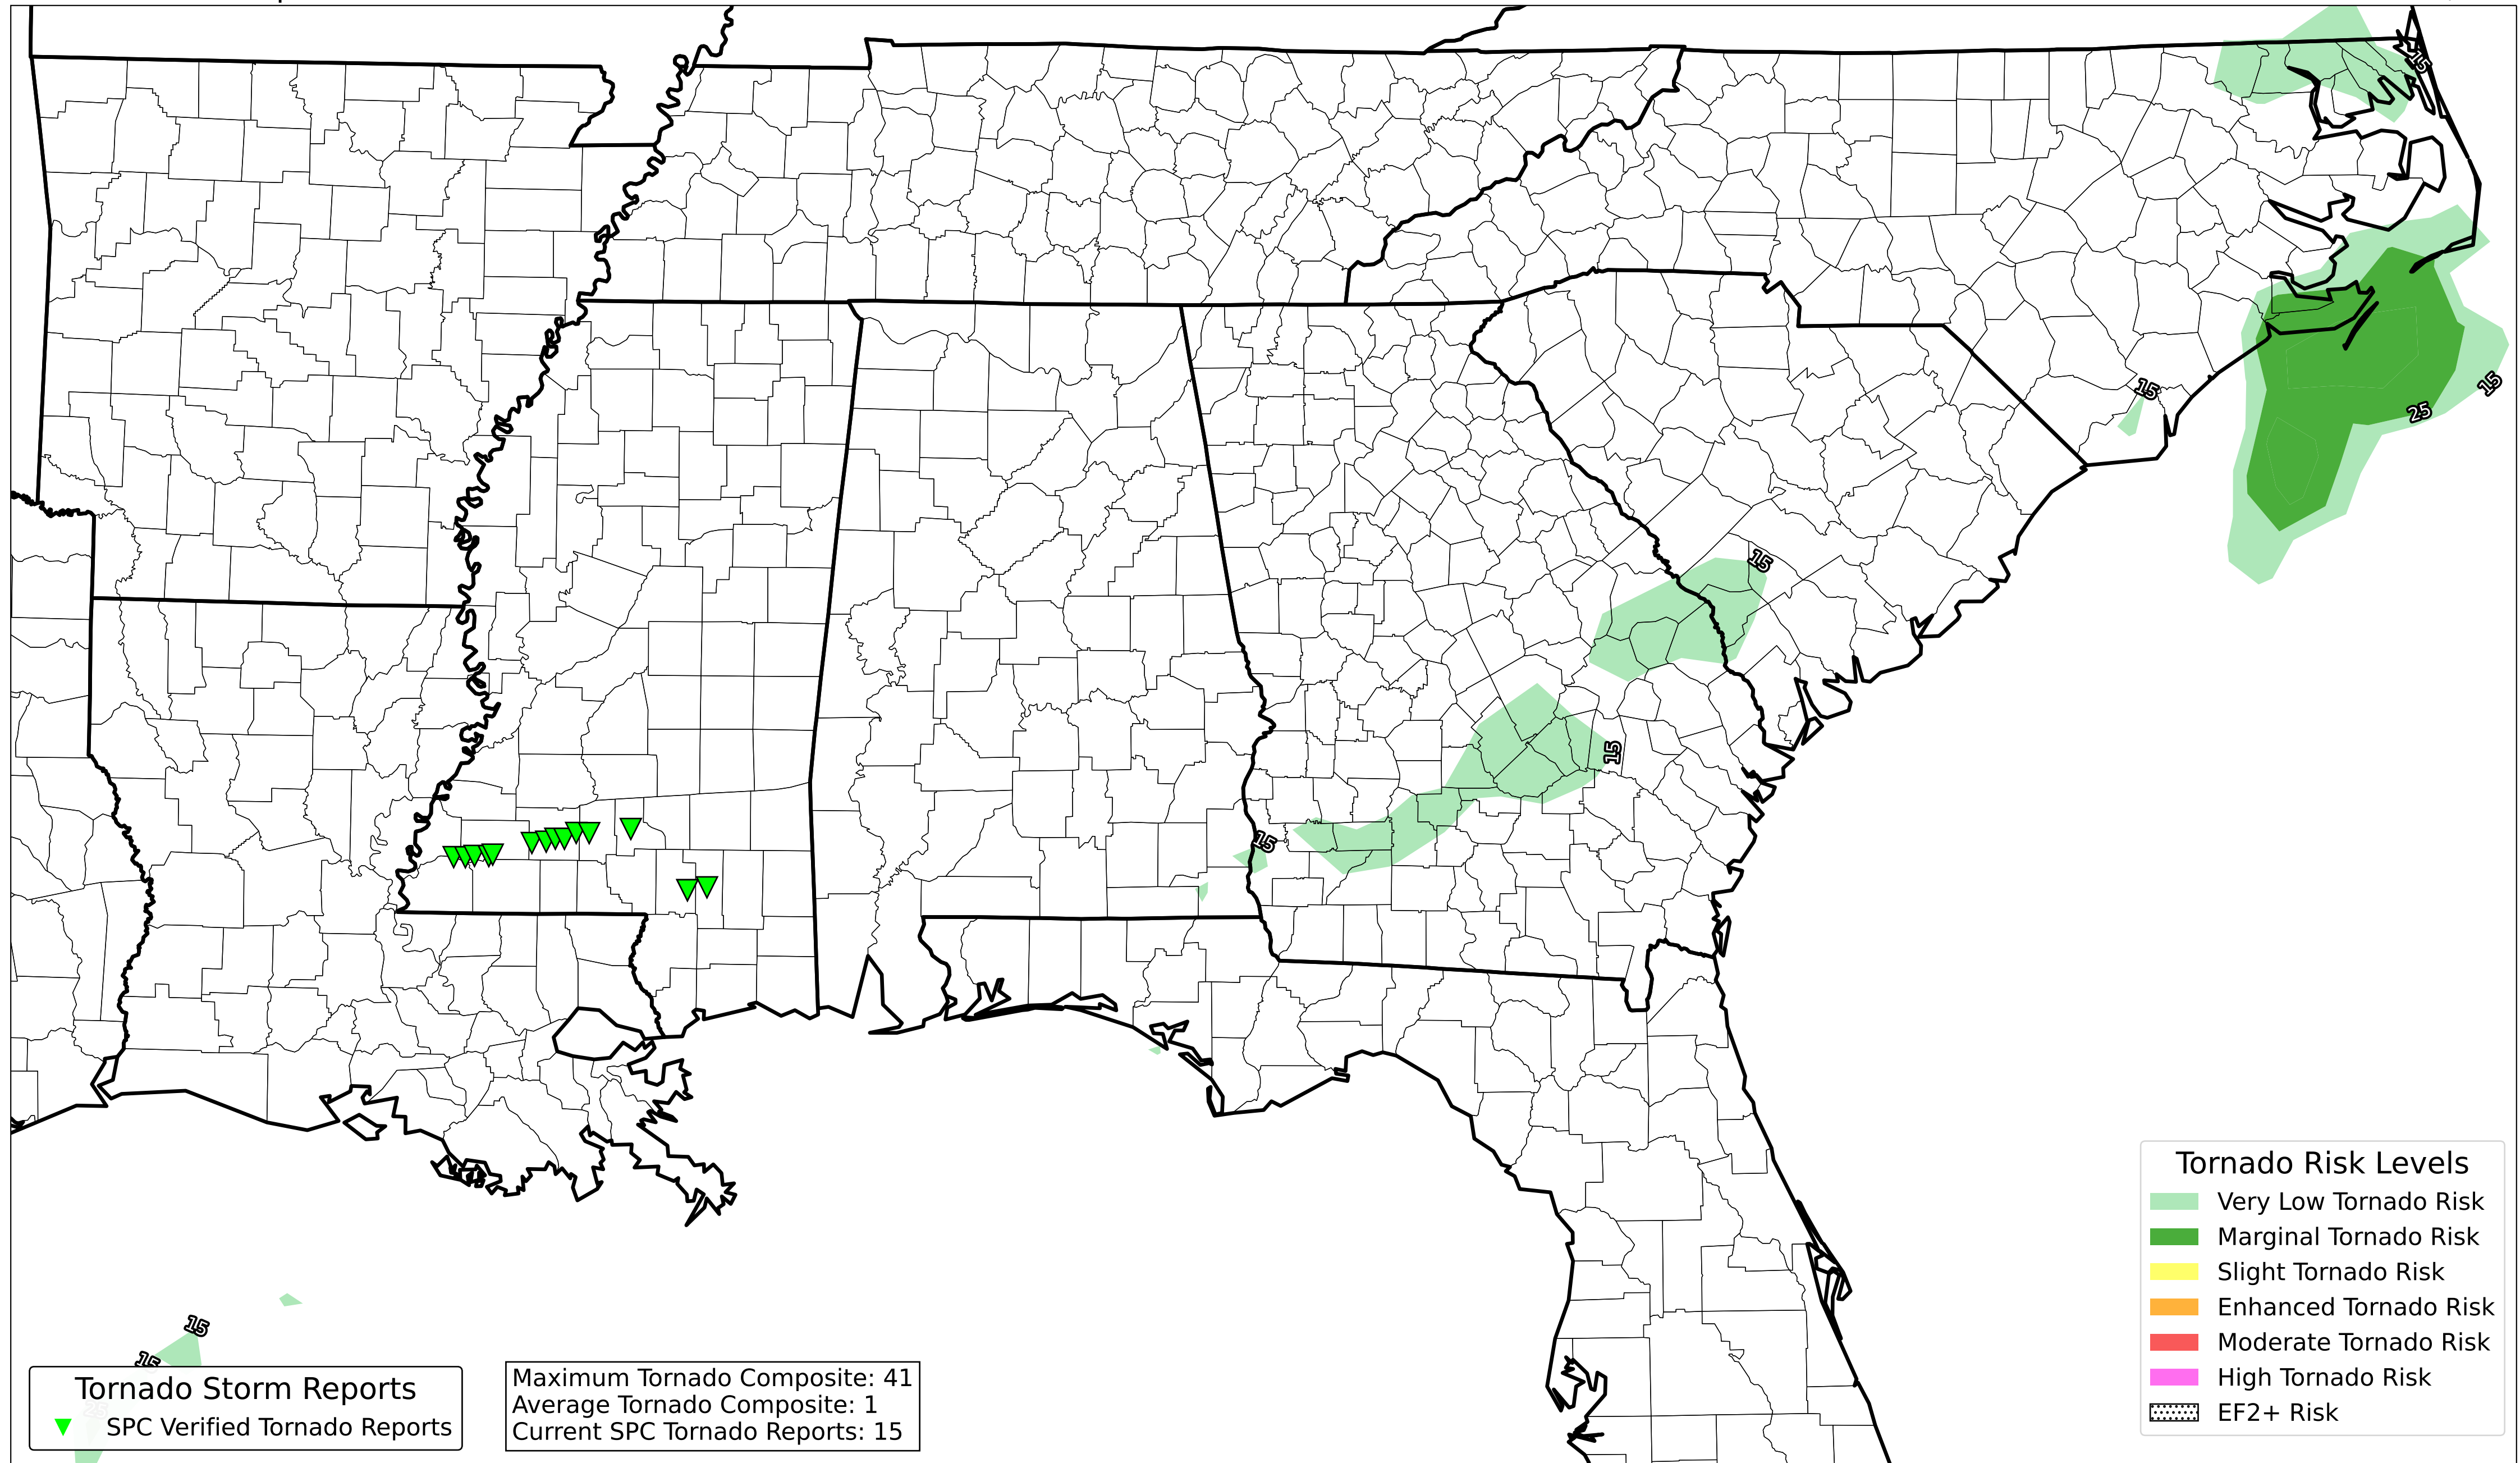 15
15
25
15
15
15
15
15
15
Tornado Storm Reports
SPC Verified Tornado Reports
Maximum Tornado Composite: 41
Average Tornado Composite: 1
Current SPC Tornado Reports: 15
Tornado Risk Levels
Very Low Tornado Risk
Marginal Tornado Risk
Slight Tornado Risk
Enhanced Tornado Risk
Moderate Tornado Risk
High Tornado Risk
EF2+ Risk